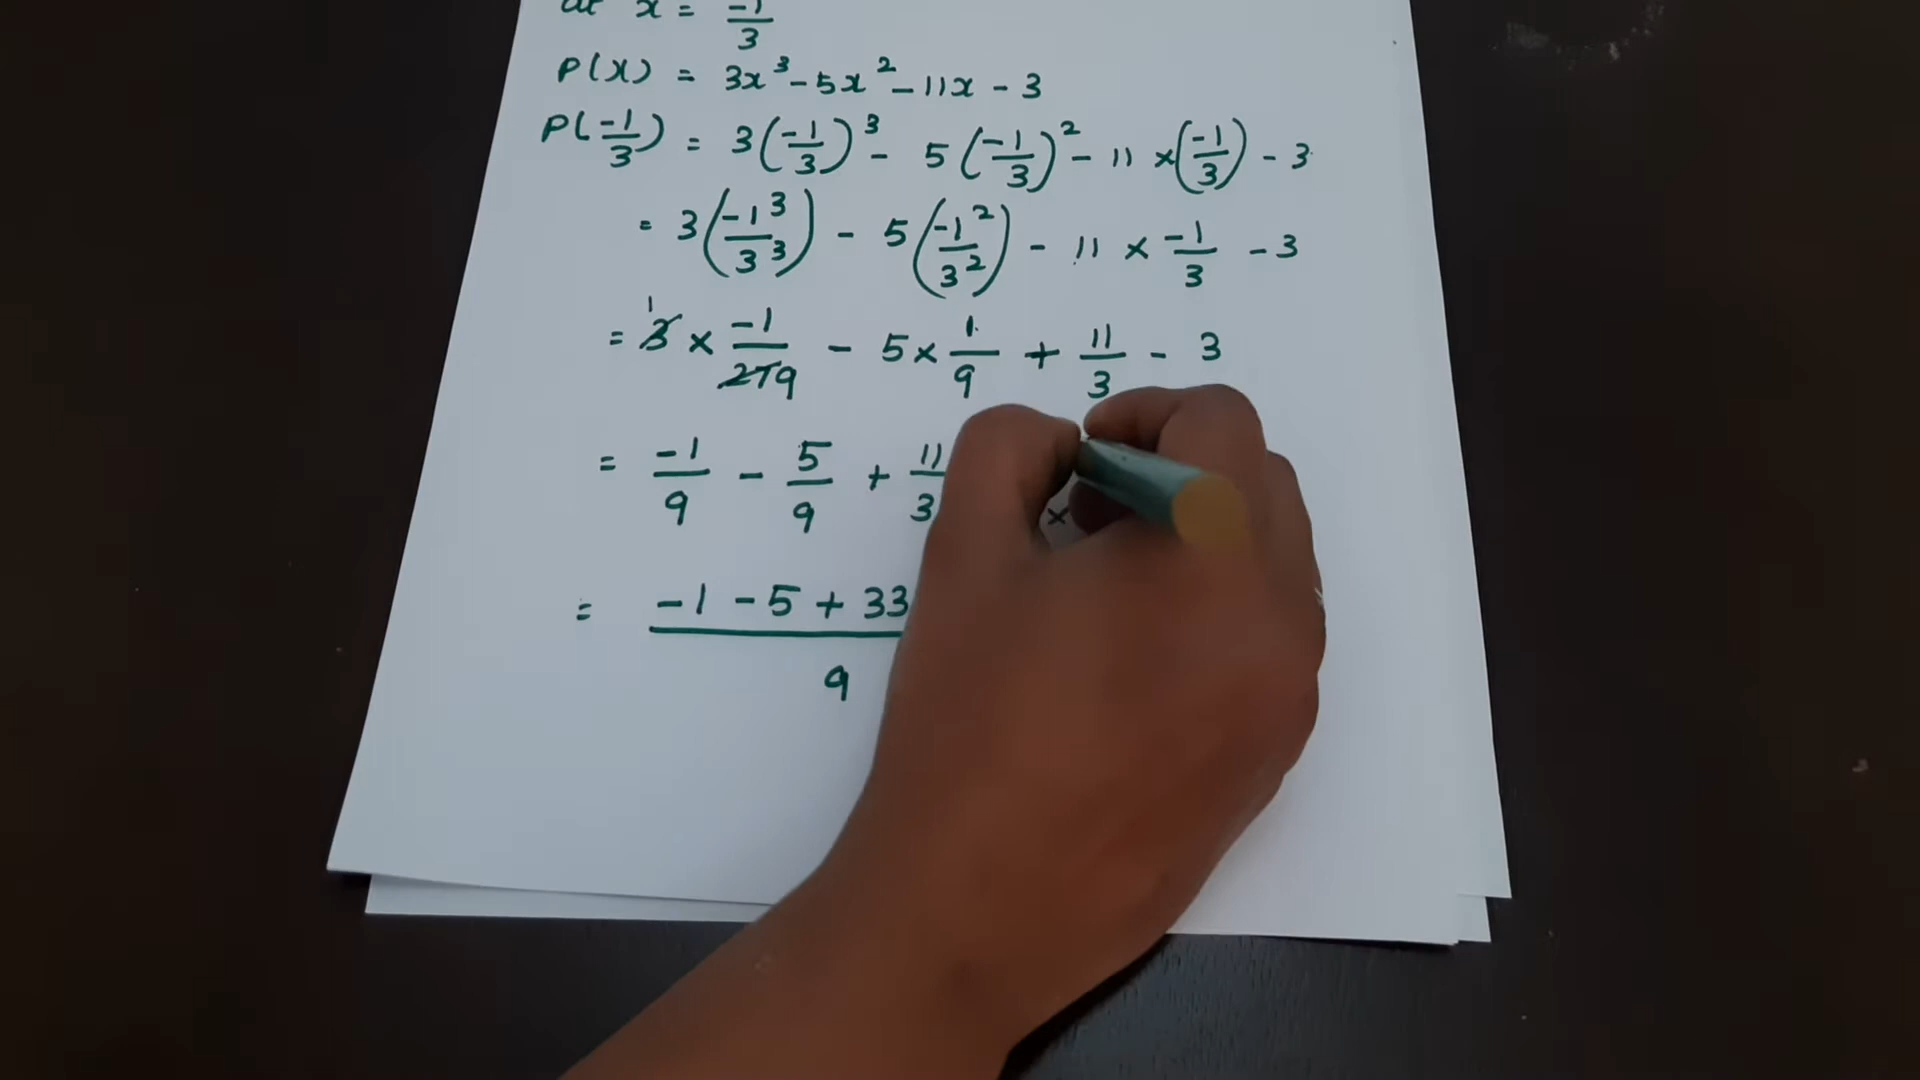 at x = -1/3
P(x) = 3x³ - 5x² - 11x - 3
P(-1/3) = 3(-1/3)³ - 5(-1/3)² - 11 × (-1/3) - 3
= 3(-1³/3³) - 5(-1²/3²) - 11 × -1/3 - 3
= 3 1 × -1/27 9 - 5 × 1/9 + 11/3 - 3
= -1/9 - 5/9 + 11/3 ×
= -1 - 5 + 33 / 9